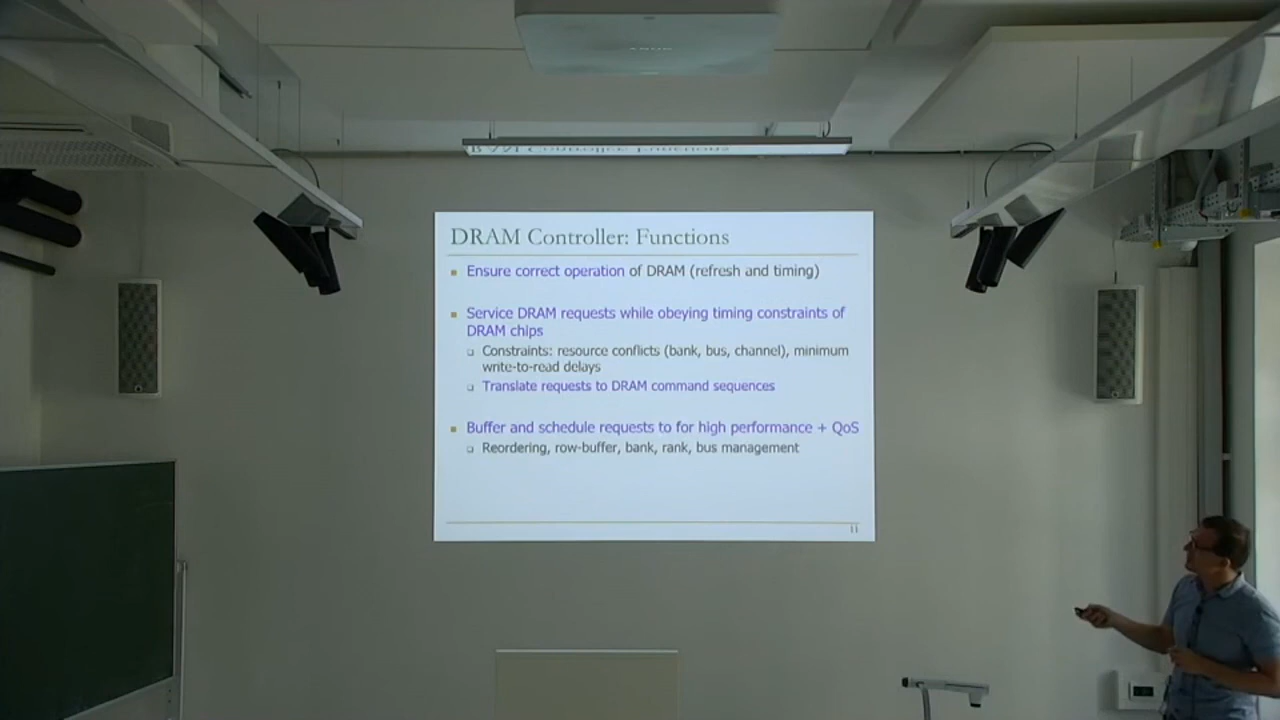 DRAM Controller: Functions
Ensure correct operation of DRAM (refresh and timing)
Service DRAM requests while obeying timing constraints of
DRAM chips
Constraints: resource conflicts (bank, bus, channel), minimum
write-to-read delays
Translate requests to DRAM command sequences
Buffer and schedule requests to for high performance + QoS
Reordering, row-buffer, bank, rank, bus management
11